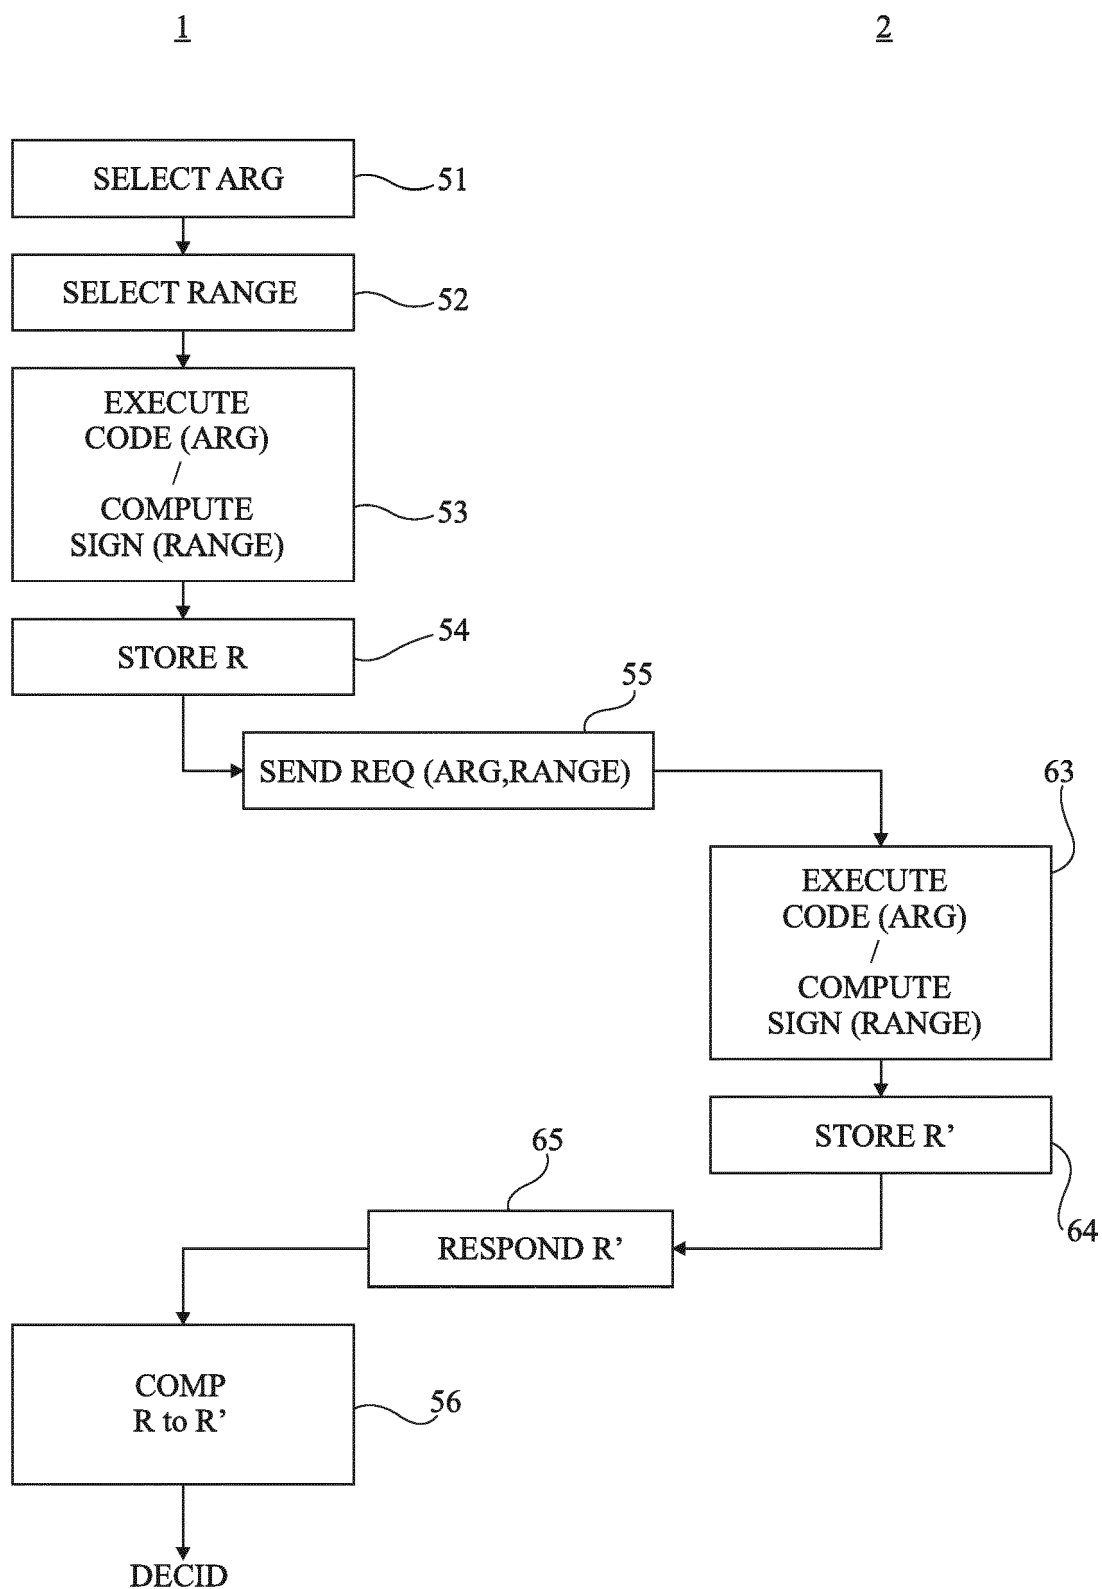 1
2
SELECT ARG
51
SELECT RANGE
52
EXECUTE
CODE (ARG)
/
COMPUTE
SIGN (RANGE)
53
STORE R
54
55
SEND REQ (ARG,RANGE)
63
EXECUTE
CODE (ARG)
/
COMPUTE
SIGN (RANGE)
STORE R’
64
65
RESPOND R’
COMP
R to R’
56
DECID